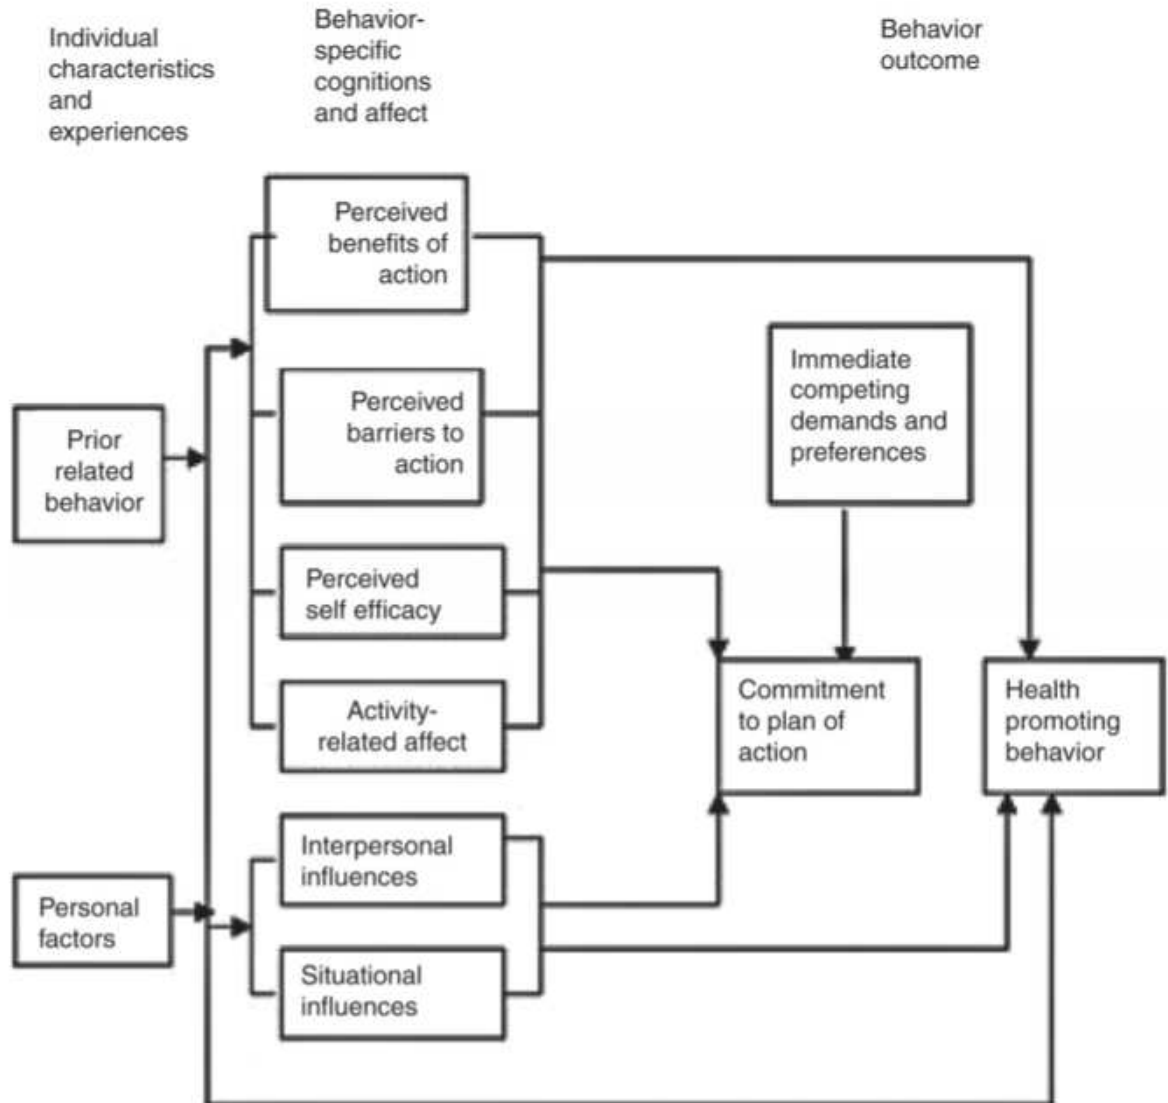 Individual
characteristics
and
experiences
Behavior-
specific
cognitions
and affect
Behavior
outcome
Perceived
benefits of
action
Immediate
competing
demands and
preferences
Perceived
barriers to
action
Prior
related
behavior
Perceived
self efficacy
Activity-
related affect
Commitment
to plan of
action
Health
promoting
behavior
Interpersonal
influences
Personal
factors
Situational
influences